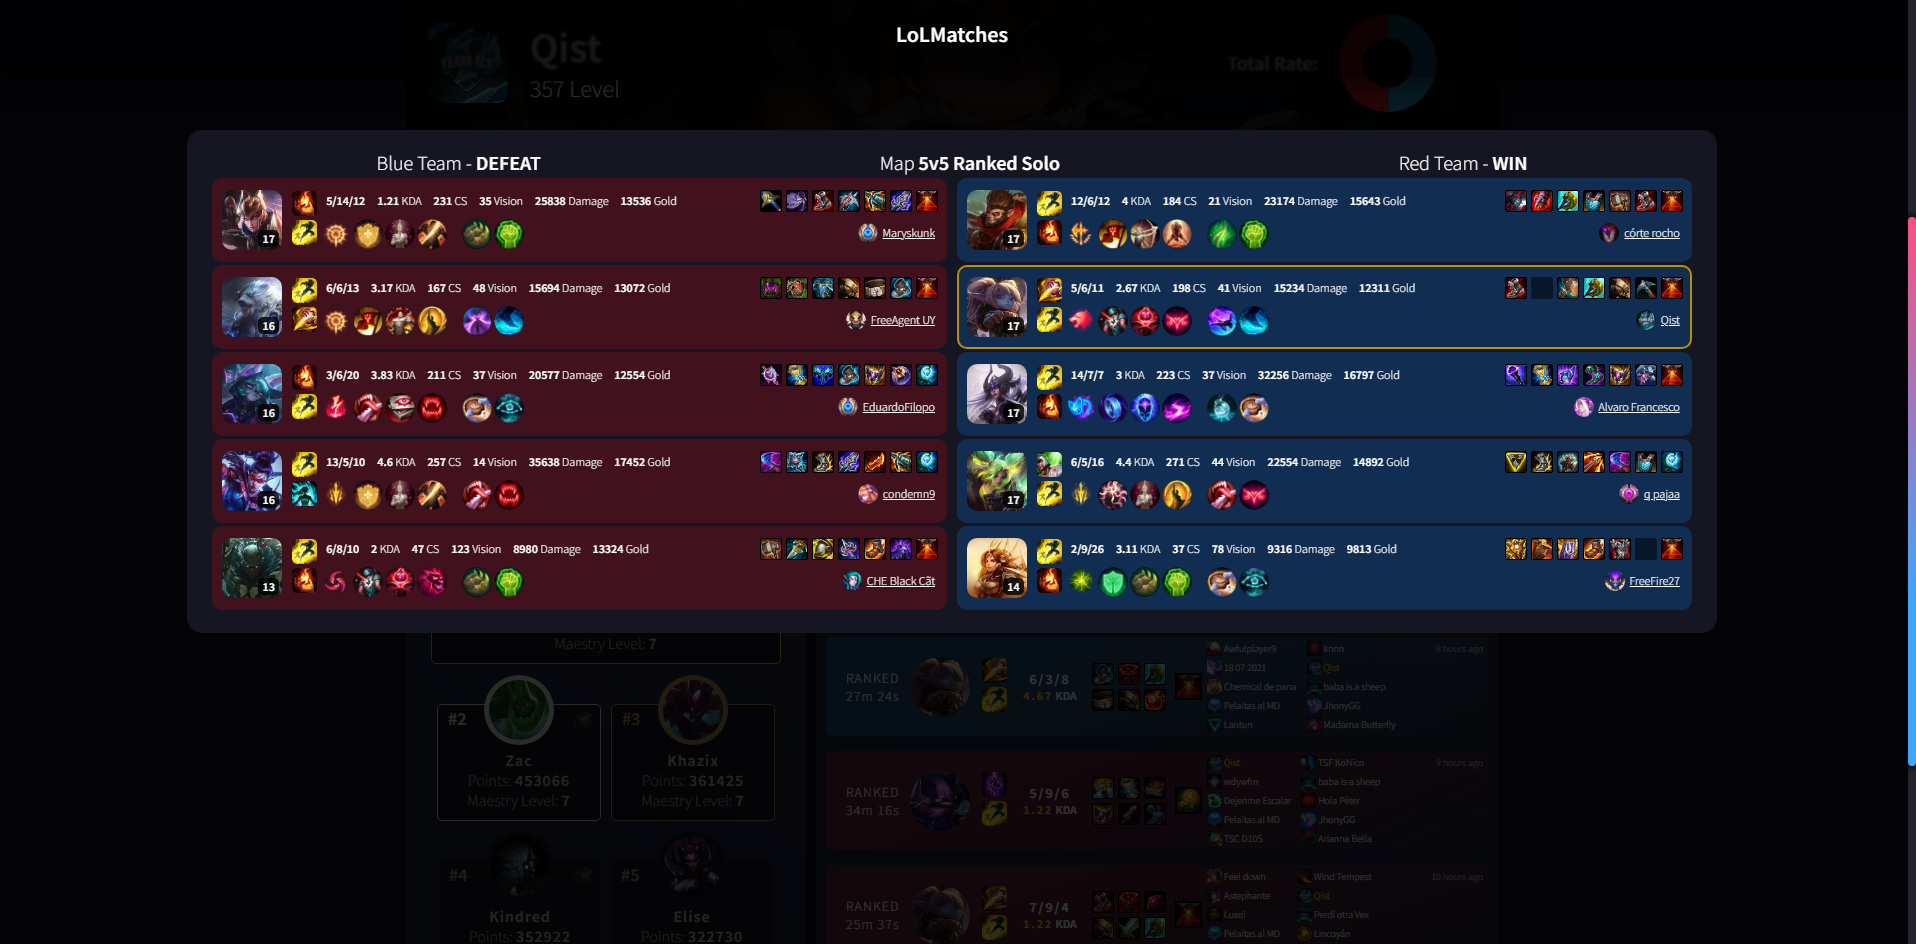 LoLMatches
Qist
357 Level
Total Rate:
Blue Team - DEFEAT
Map 5v5 Ranked Solo
Red Team - WIN
17
5/14/12 1.21 KDA 231 CS 35 Vision 25838 Damage 13536 Gold
Maryskunk
17
12/6/12 4 KDA 184 CS 21 Vision 23174 Damage 15643 Gold
córte rocho
16
6/6/13 3.17 KDA 167 CS 48 Vision 15694 Damage 13072 Gold
FreeAgent UY
17
5/6/11 2.67 KDA 198 CS 41 Vision 15234 Damage 12311 Gold
Qist
16
3/6/20 3.83 KDA 211 CS 37 Vision 20577 Damage 12554 Gold
EduardoFilopo
17
14/7/7 3 KDA 223 CS 37 Vision 32256 Damage 16797 Gold
Alvaro Francesco
16
13/5/10 4.6 KDA 257 CS 14 Vision 35638 Damage 17452 Gold
condemn9
17
6/5/16 4.4 KDA 271 CS 44 Vision 22554 Damage 14892 Gold
q pajaa
13
6/8/10 2 KDA 47 CS 123 Vision 8980 Damage 13324 Gold
CHE Black Cãt
14
2/9/26 3.11 KDA 37 CS 78 Vision 9316 Damage 9813 Gold
FreeFire27
Maestry Level: 7
#2
Zac
Points: 453066
Maestry Level: 7
#3
Khazix
Points: 361425
Maestry Level: 7
#4
Kindred
Points: 352922
#5
Elise
Points: 322730
RANKED
27m 24s
6/3/8
4.67 KDA
Awfulplayer9
18 07 2021
Chemical de pana
Pelaitas al MD
Lantun
knnn
Qist
baba is a sheep
JhonyGG
Madama Butterfly
8 hours ago
RANKED
34m 16s
5/9/6
1.22 KDA
Qist
wdywfm
Dejenme Escalar
Pelaitas al MD
TSC D10S
TSF KoNico
baba is a sheep
Hola Péter
JhonyGG
Arianna Bella
9 hours ago
RANKED
25m 37s
7/9/4
1.22 KDA
Feel down
Astephante
Luxoi
Pelaitas al MD
Wind Tempest
Qist
Perdí otra Vex
Lincoyán
10 hours ago